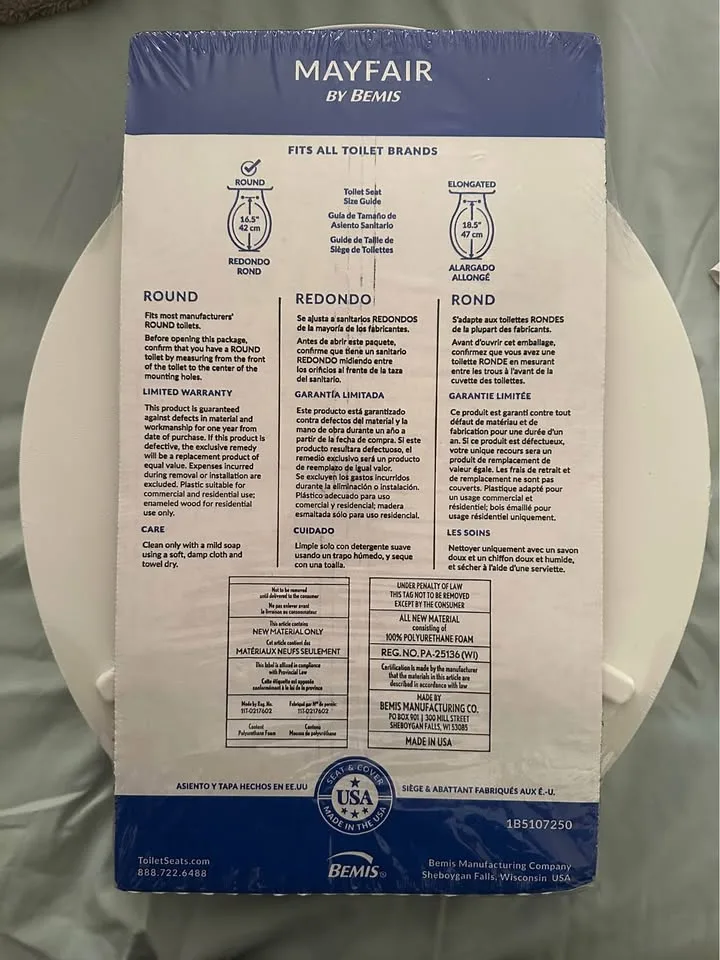 MAYFAIR
BY BEMIS
FITS ALL TOILET BRANDS
ROUND
16.5"
42 cm
REDONDO
ROND
Toilet Seat
Size Guide
Guía de Tamaño de
Asiento Sanitario
Guide de Taille de
Siège de Toilettes
ELONGATED
18.5"
47 cm
ALARGADO
ALLONGÉ
ROUND
Fits most manufacturers'
ROUND toilets.
Before opening this package,
confirm that you have a ROUND
toilet by measuring from the front
of the toilet to the center of the
mounting holes.
LIMITED WARRANTY
This product is guaranteed
against defects in material and
workmanship for one year from
date of purchase. If this product is
defective, the exclusive remedy
will be a replacement product of
equal value. Expenses incurred
during removal or installation are
excluded. Plastic suitable for
commercial and residential use;
enameled wood for residential
use only.
CARE
Clean only with a mild soap
using a soft, damp cloth and
towel dry.
REDONDO
Se ajusta a sanitarios REDONDOS
de la mayoría de los fabricantes.
Antes de abrir este paquete,
confirme que tiene un sanitario
REDONDO midiendo entre
los orificios al frente de la taza
del sanitario.
GARANTÍA LIMITADA
Este producto está garantizado
contra defectos del material y la
mano de obra durante un año a
partir de la fecha de compra. Si este
producto resultara defectuoso, el
remedio exclusivo será un producto
de reemplazo de igual valor.
Se excluyen los gastos incurridos
durante la eliminación o instalación.
Plástico adecuado para uso
comercial y residencial; madera
esmaltada sólo para uso residencial.
CUIDADO
Limpie solo con detergente suave
usando un trapo húmedo, y seque
con una toalla.
ROND
S'adapte aux toilettes RONDES
de la plupart des fabricants.
Avant d'ouvrir cet emballage,
confirmez que vous avez une
toilette RONDE en mesurant
entre les trous à l'avant de la
cuvette des toilettes.
GARANTIE LIMITÉE
Ce produit est garanti contre tout
défaut de matériau et de
fabrication pour une durée d'un
an. Si ce produit est défectueux,
votre unique recours sera un
produit de remplacement de
valeur égale. Les frais de retrait et
de remplacement ne sont pas
couverts. Plastique adapté pour
un usage commercial et
résidentiel; bois émaillé pour
usage résidentiel uniquement.
LES SOINS
Nettoyer uniquement avec un savon
doux et un chiffon doux et humide,
et sécher à l'aide d'une serviette.
Not to be removed
until delivered to the consumer
Ne pas enlever avant
la livraison au consommateur
This article contains
NEW MATERIAL ONLY
Cet article contient des
MATÉRIAUX NEUFS SEULEMENT
This label is affixed in compliance
with Provincial Law
Cette étiquette est apposée
conformément à la loi de la province
Made by Reg. No.
11T-0217602
Fabriqué par Nº de permis:
11T-0217602
Content
Polyurethane Foam
Contenu
Mousse de polyuréthane
UNDER PENALTY OF LAW
THIS TAG NOT TO BE REMOVED
EXCEPT BY THE CONSUMER
ALL NEW MATERIAL
consisting of
100% POLYURETHANE FOAM
REG. NO. PA-25136 (WI)
Certification is made by the manufacturer
that the materials in this article are
described in accordance with law
MADE BY
BEMIS MANUFACTURING CO.
PO BOX 901 | 300 MILL STREET
SHEBOYGAN FALLS, WI 53085
MADE IN USA
ASIENTO Y TAPA HECHOS EN EE.UU
SEAT & COVER
USA
MADE IN THE USA
SIÈGE & ABATTANT FABRIQUÉS AUX É.-U.
1B5107250
ToiletSeats.com
888.722.6488
BEMIS®
Bemis Manufacturing Company
Sheboygan Falls, Wisconsin USA